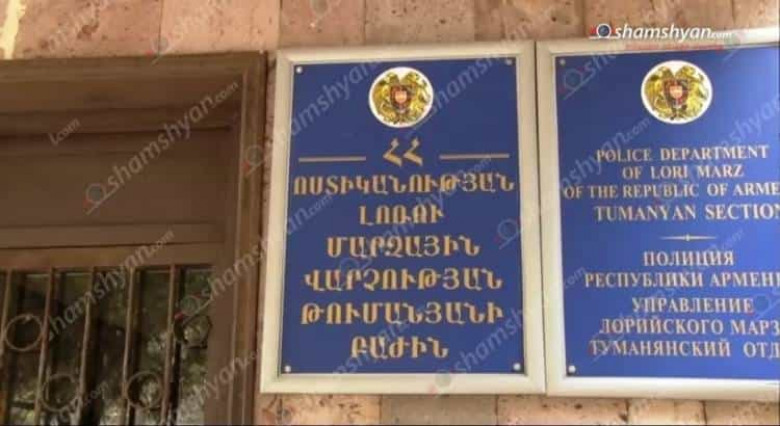 shamshyan.com
ՀՀ
ՈՍՏԻԿԱՆՈՒԹՅԱՆ
ԼՈՌՈՒ
ՄԱՐԶԱՅԻՆ
ՎԱՐՉՈՒԹՅԱՆ
ԹՈՒՄԱՆՅԱՆԻ
ԲԱԺԻՆ
POLICE DEPARTMENT
OF LORI MARZ
OF THE REPUBLIC OF ARME
TUMANYAN SECTION
ПОЛИЦИЯ
РЕСПУБЛИКИ АРМЕНИ
УПРАВЛЕНИЕ
ЛОРИЙСКОГО МАРЗ
ТУМАНЯНСКИЙ ОТД